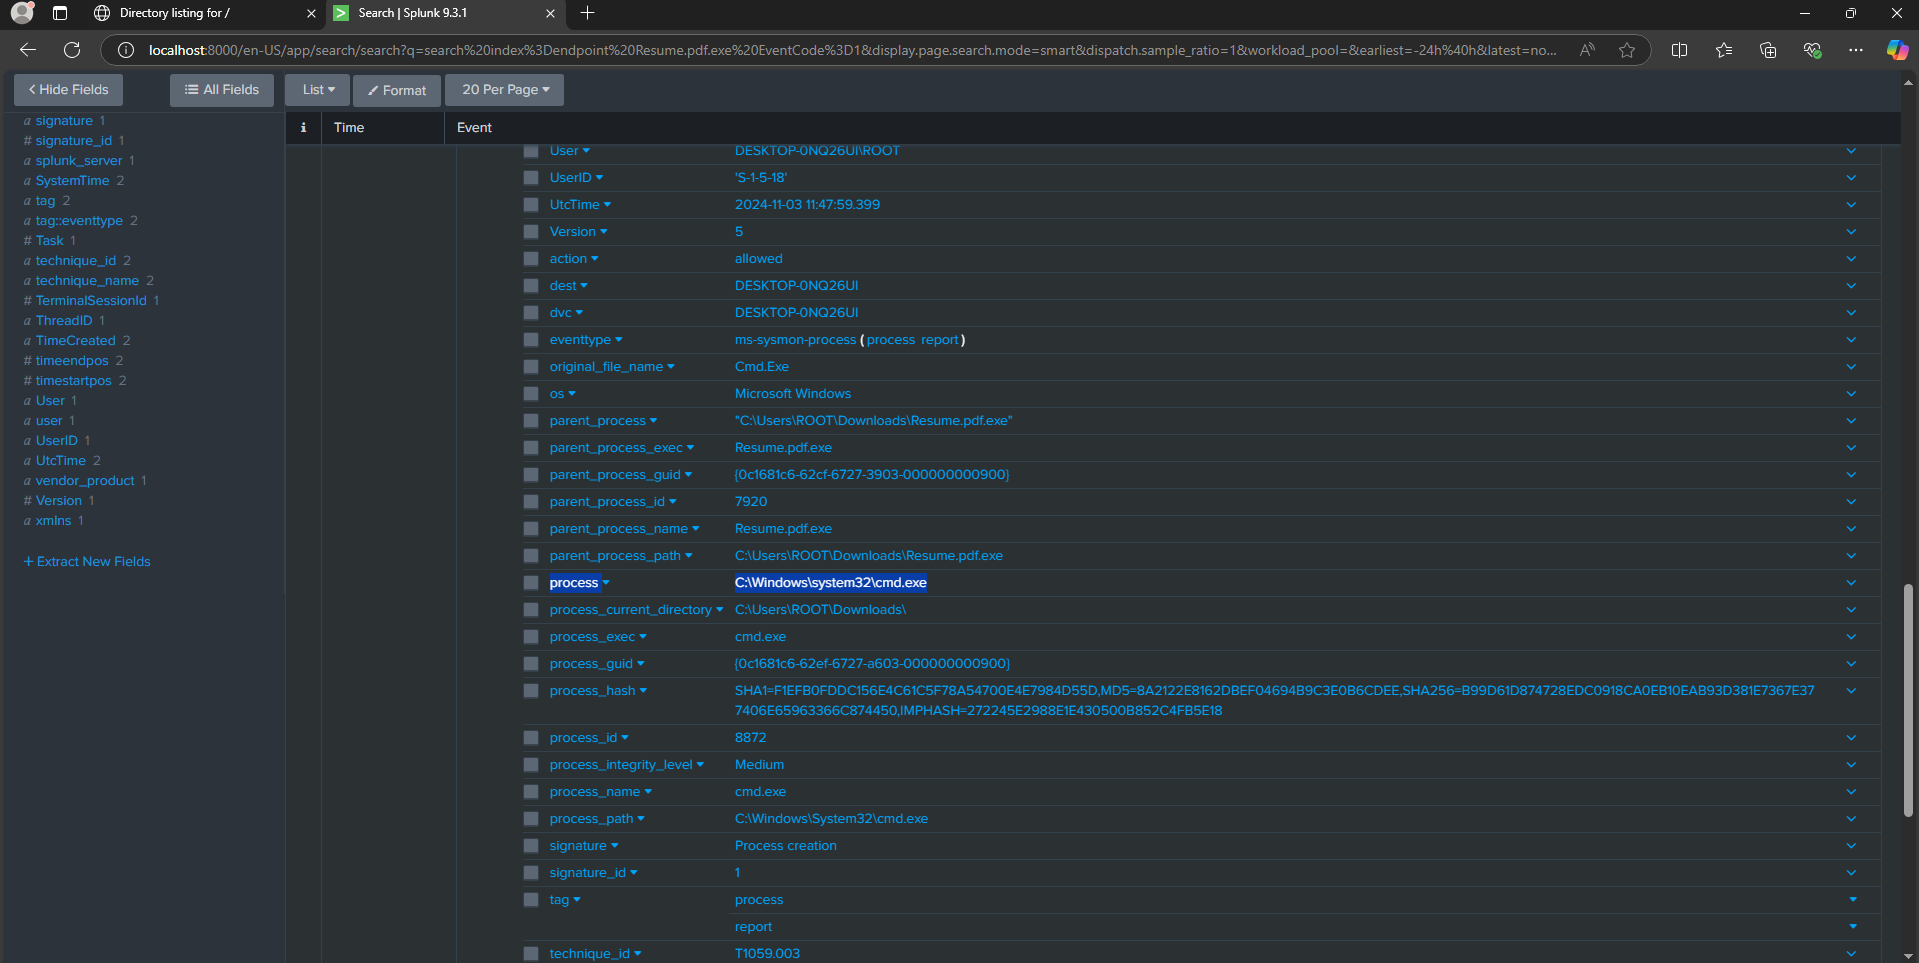 Directory listing for /
Search | Splunk 9.3.1
localhost:8000/en-US/app/search/search?q=search%20index%3Dendpoint%20Resume.pdf.exe%20EventCode%3D1&display.page.search.mode=smart&dispatch.sample_ratio=1&workload_pool=&earliest=-24h%40h&latest=no...
Hide Fields
All Fields
List
Format
20 Per Page
i
Time
Event
a signature 1
# signature_id 1
a splunk_server 1
a SystemTime 2
a tag 2
a tag::eventtype 2
# Task 1
a technique_id 2
a technique_name 2
# TerminalSessionId 1
a ThreadID 1
a TimeCreated 2
# timeendpos 2
# timestartpos 2
a User 1
a user 1
a UserID 1
a UtcTime 2
a vendor_product 1
# Version 1
a xmlns 1
+ Extract New Fields
User DESKTOP-0NQ26UI\ROOT
UserID 'S-1-5-18'
UtcTime 2024-11-03 11:47:59.399
Version 5
action allowed
dest DESKTOP-0NQ26UI
dvc DESKTOP-0NQ26UI
eventtype ms-sysmon-process ( process report )
original_file_name Cmd.Exe
os Microsoft Windows
parent_process "C:\Users\ROOT\Downloads\Resume.pdf.exe"
parent_process_exec Resume.pdf.exe
parent_process_guid {0c1681c6-62cf-6727-3903-000000000900}
parent_process_id 7920
parent_process_name Resume.pdf.exe
parent_process_path C:\Users\ROOT\Downloads\Resume.pdf.exe
process C:\Windows\system32\cmd.exe
process_current_directory C:\Users\ROOT\Downloads\
process_exec cmd.exe
process_guid {0c1681c6-62ef-6727-a603-000000000900}
process_hash SHA1=F1EFB0FDDC156E4C61C5F78A54700E4E7984D55D,MD5=8A2122E8162DBEF04694B9C3E0B6CDEE,SHA256=B99D61D874728EDC0918CA0EB10EAB93D381E7367E37
7406E65963366C874450,IMPHASH=272245E2988E1E430500B852C4FB5E18
process_id 8872
process_integrity_level Medium
process_name cmd.exe
process_path C:\Windows\System32\cmd.exe
signature Process creation
signature_id 1
tag process
report
technique_id T1059.003